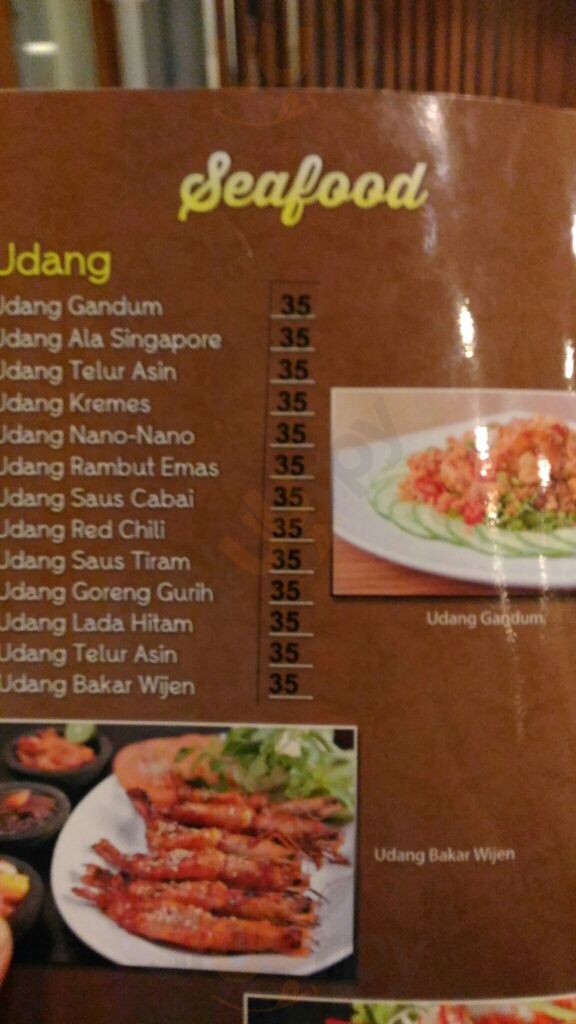 Seafood
Udang
Udang Gandum 35
Udang Ala Singapore 35
Udang Telur Asin 35
Udang Kremes 35
Udang Nano-Nano 35
Udang Rambut Emas 35
Udang Saus Cabai 35
Udang Red Chili 35
Udang Saus Tiram 35
Udang Goreng Gurih 35
Udang Lada Hitam 35
Udang Telur Asin 35
Udang Bakar Wijen 35
Udang Gandum
Udang Bakar Wijen